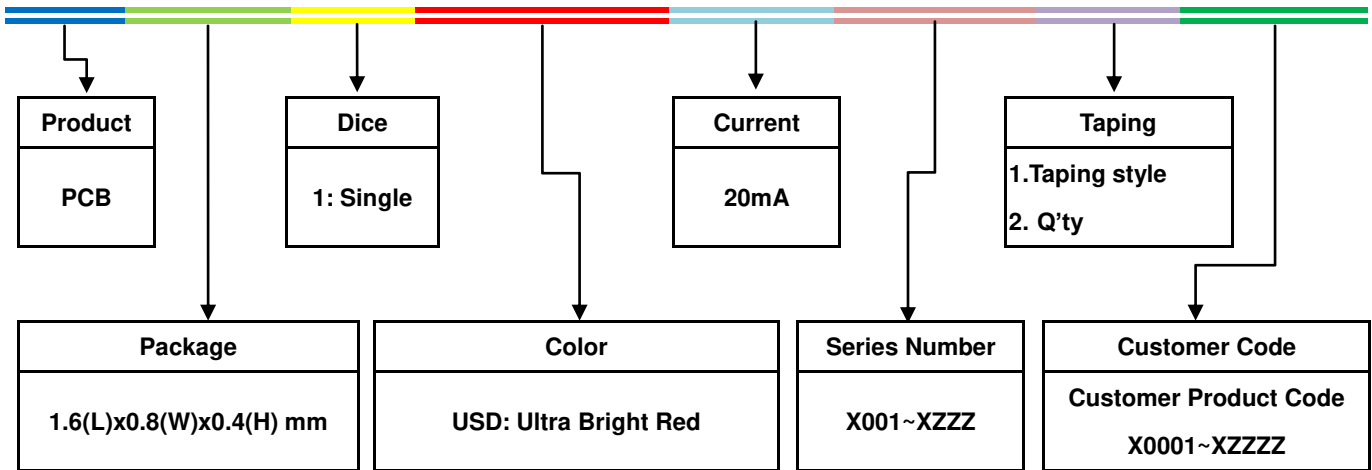 Product
PCB
Dice
1: Single
Current
20mA
Taping
1.Taping style
2. Q’ty
Package
1.6(L)x0.8(W)x0.4(H) mm
Color
USD: Ultra Bright Red
Series Number
X001~XZZZ
Customer Code
Customer Product Code
X0001~XZZZZ